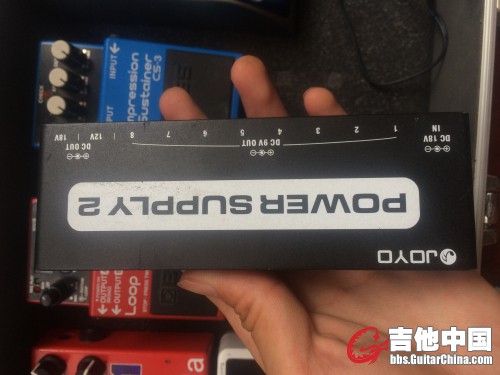 JOYO
POWER SUPPLY 2
DC 18V
IN
1 2 3 4 5 6 7 8
DC 9V OUT
12V | 18V
DC OUT
INPUT
Compression
Sustainer
CS-3
OUTPUT
Loop
吉他中国
bbs.GuitarChina.com